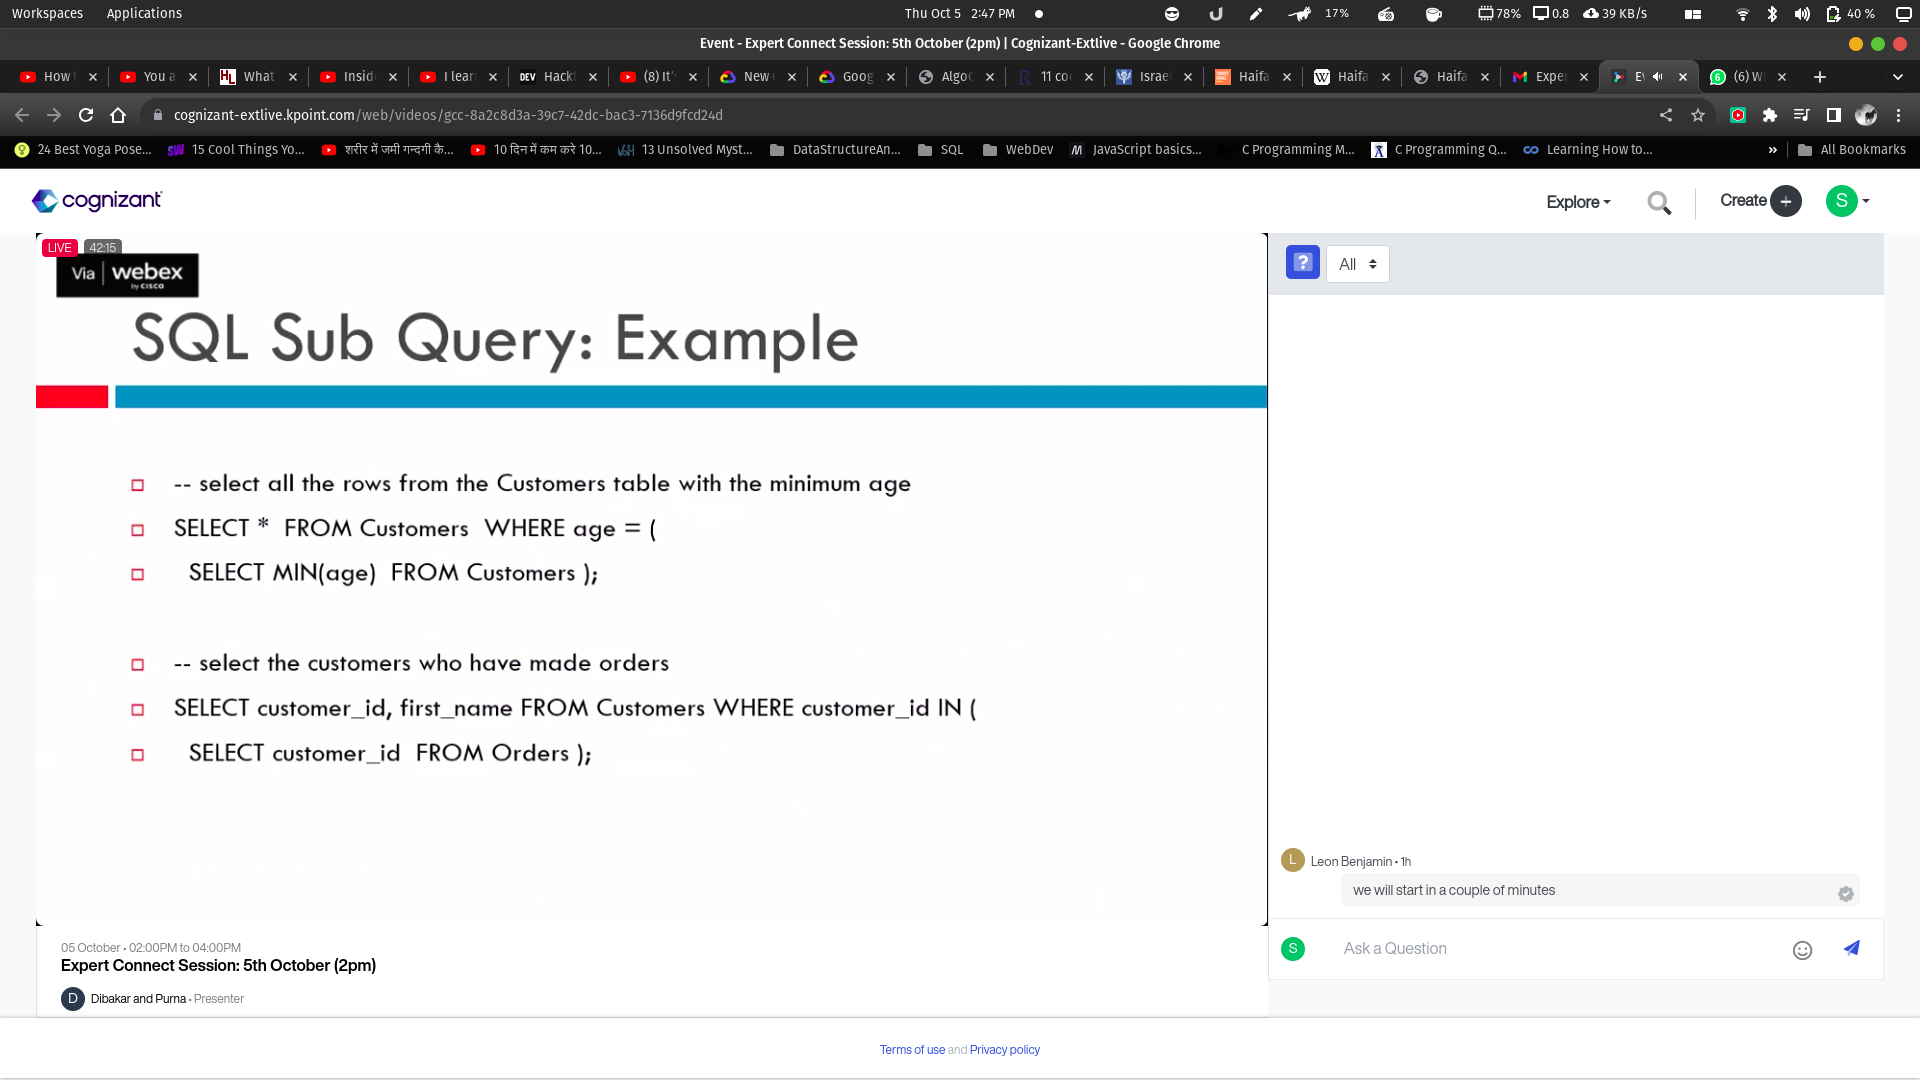 Workspaces Applications Thu Oct 5 2:47 PM 17% 78% 0.8 39 KB/s 40 %
Event - Expert Connect Session: 5th October (2pm) | Cognizant-Extlive - Google Chrome
How t You a HL What Insid I lear DEV Hackt (8) It's New Goog AlgoC 11 co Israe Haifa W Haifa Haifa Exper Ev (6) W
cognizant-extlive.kpoint.com/web/videos/gcc-8a2c8d3a-39c7-42dc-bac3-7136d9fcd24d
24 Best Yoga Pose... 15 Cool Things Yo... शरीर में जमी गन्दगी कै... 10 दिन में कम करे 10... 13 Unsolved Myst... DataStructureAn... SQL WebDev JavaScript basics... C Programming M... C Programming Q... Learning How to... » All Bookmarks
cognizant Explore Create + S
LIVE 42:15
Via webex
by CISCO
? All
SQL Sub Query: Example
-- select all the rows from the Customers table with the minimum age
SELECT * FROM Customers WHERE age = (
SELECT MIN(age) FROM Customers );
-- select the customers who have made orders
SELECT customer_id, first_name FROM Customers WHERE customer_id IN (
SELECT customer_id FROM Orders );
L Leon Benjamin • 1h
we will start in a couple of minutes
S Ask a Question
05 October • 02:00PM to 04:00PM
Expert Connect Session: 5th October (2pm)
D Dibakar and Purna • Presenter
Terms of use and Privacy policy